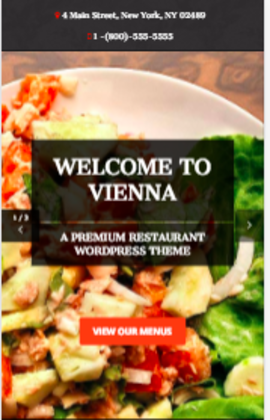 4 Main Street, New York, NY 02489
1 -(800)-555-5555
WELCOME TO
VIENNA
1 / 3
A PREMIUM RESTAURANT
WORDPRESS THEME
VIEW OUR MENUS